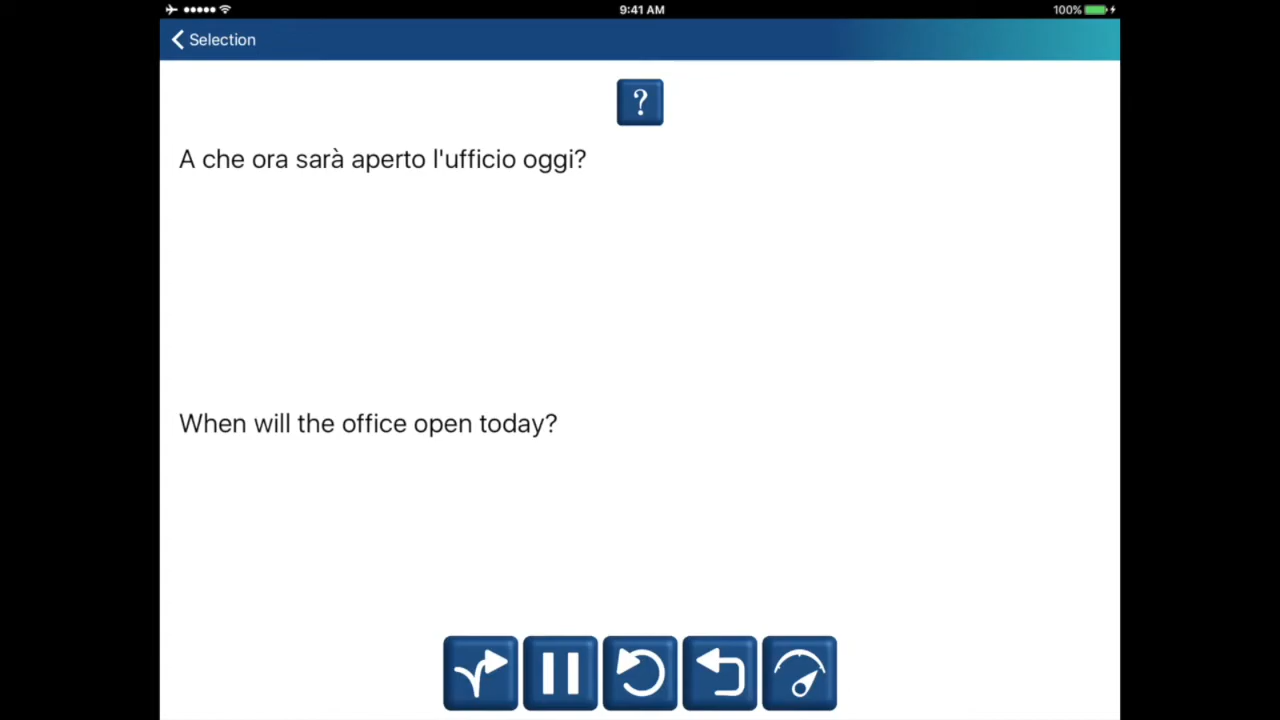 9:41 AM
100%
Selection
?
A che ora sarà aperto l'ufficio oggi?
When will the office open today?